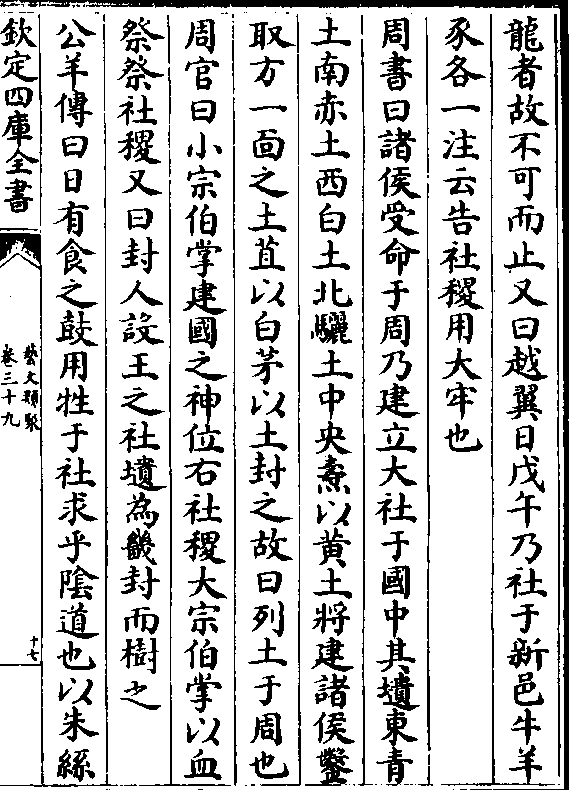 龍者故不可而止又曰越翼日戊午乃社于新邑牛羊
豕各一注云告社稷用大牢也
周書曰諸侯受命于周乃建立大社于國中其壝東青
土南赤土西白土北驪土中央燾以黄土將建諸侯鑿
取方一面之土苴以白茅以土封之故曰列土于周也
周官曰小宗伯掌建國之神位右社稷大宗伯掌以血
祭祭社稷又曰封人設王之社壝為畿封而樹之
公羊傳曰日有食之鼓用牲于社求乎陰道也以朱絲
欽定四庫全書
藝文類聚
卷三十九
十七